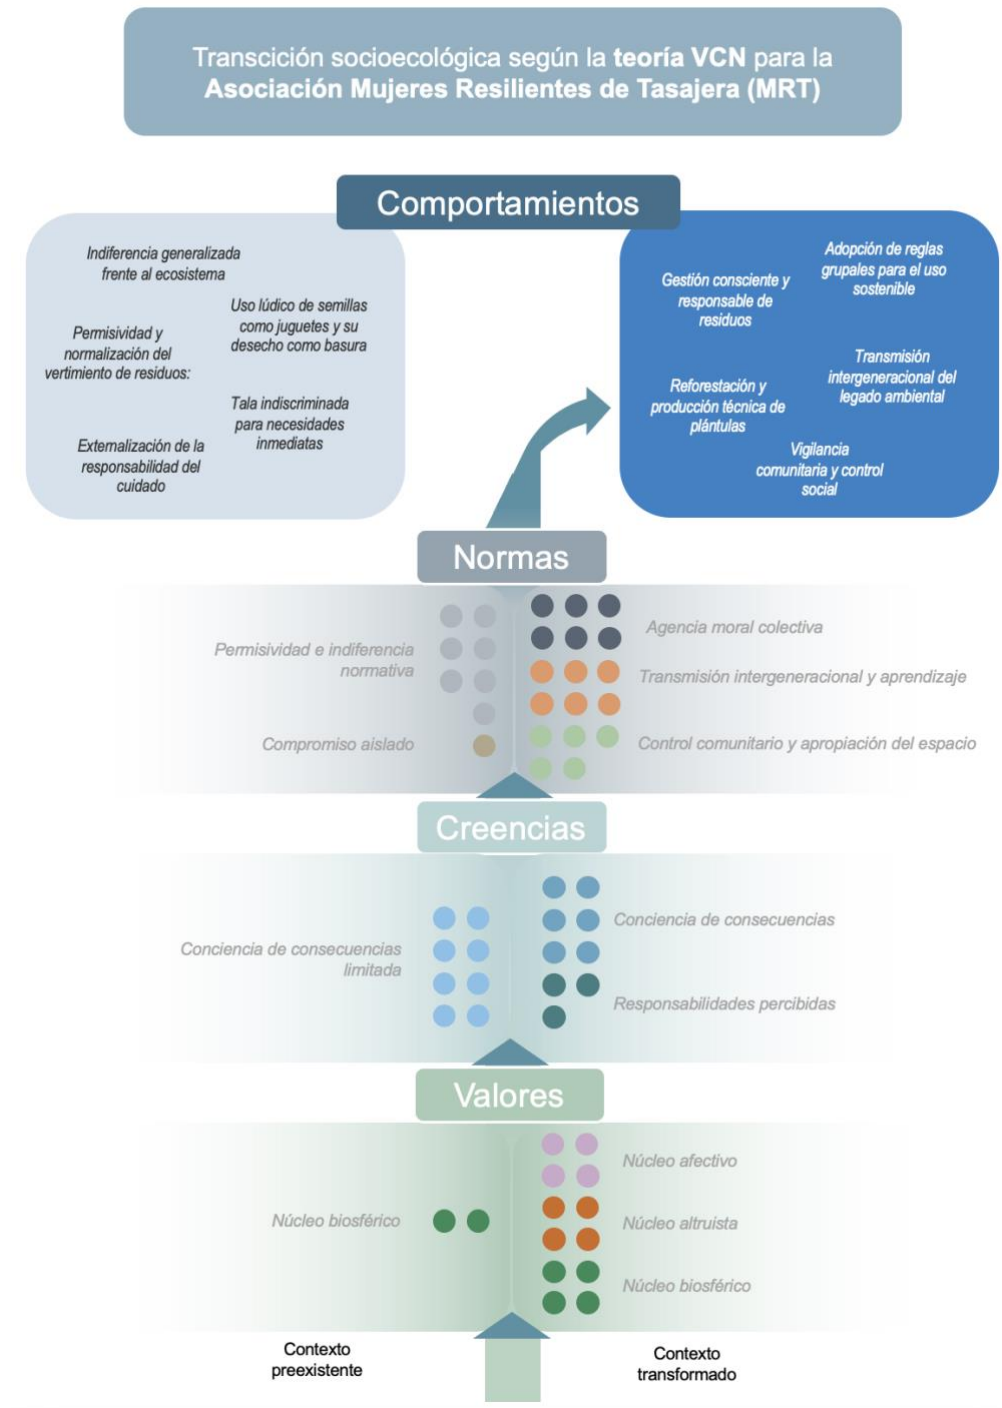 Transcición socioecológica según la teoría VCN para la
Asociación Mujeres Resilientes de Tasajera (MRT)
Comportamientos
Indiferencia generalizada
frente al ecosistema
Uso lúdico de semillas
como juguetes y su
desecho como basura
Permisividad y
normalización del
vertimiento de residuos:
Tala indiscriminada
para necesidades
inmediatas
Externalización de la
responsabilidad del
cuidado
Adopción de reglas
grupales para el uso
sostenible
Gestión consciente y
responsable de
residuos
Transmisión
intergeneracional del
legado ambiental
Reforestación y
producción técnica de
plántulas
Vigilancia
comunitaria y control
social
Normas
Permisividad e indiferencia
normativa
Compromiso aislado
Agencia moral colectiva
Transmisión intergeneracional y aprendizaje
Control comunitario y apropiación del espacio
Creencias
Conciencia de consecuencias
limitada
Conciencia de consecuencias
Responsabilidades percibidas
Valores
Núcleo biosférico
Núcleo afectivo
Núcleo altruista
Núcleo biosférico
Contexto
preexistente
Contexto
transformado